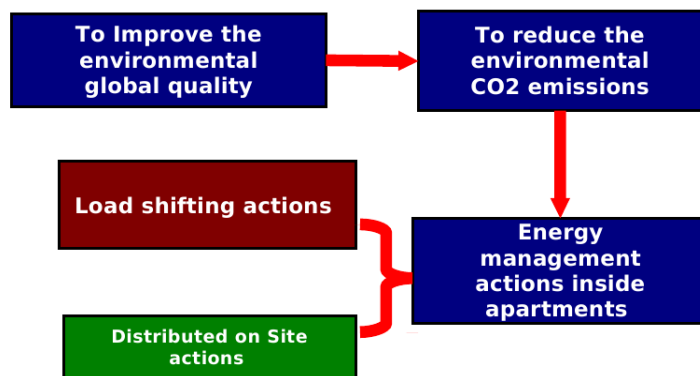 To Improve the
environmental
global quality
To reduce the
environmental
CO2 emissions
Load shifting actions
Energy
management
actions inside
apartments
Distributed on Site
actions